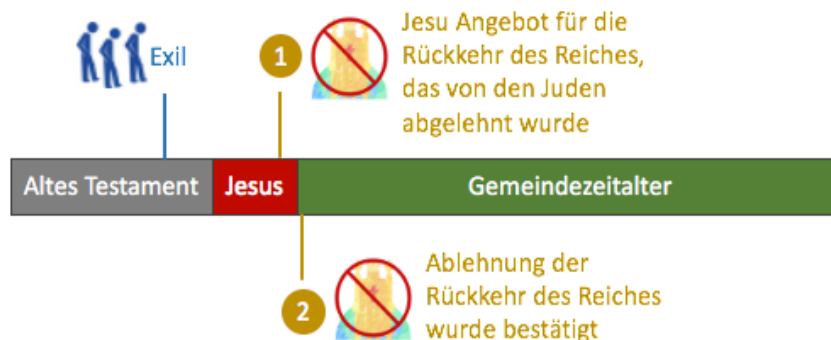 Exil
1
Jesu Angebot für die
Rückkehr des Reiches,
das von den Juden
abgelehnt wurde
Altes Testament
Jesus
Gemeindezeitalter
2
Ablehnung der
Rückkehr des Reiches
wurde bestätigt